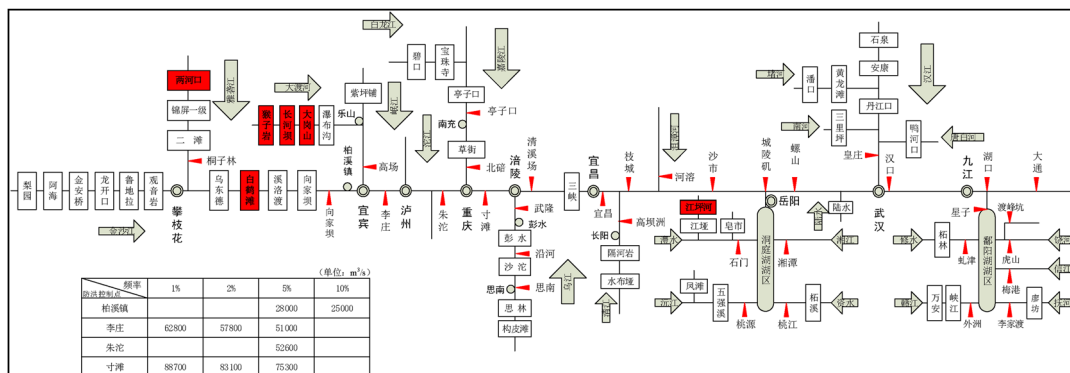 白龙江
嘉陵江
石泉
碧口
宝珠寺
安康
汉江
堵河
潘口
黄龙滩
两河口
雅砻江
大渡河
紫坪铺
岷江
亭子口
丹江口
锦屏一级
猴子岩
长河坝
大岗山
瀑布沟
乐山
沱江
南充
亭子口
清溪场
宜昌
枝城
沮漳河
沙市
城陵矶
螺山
南河
三里坪
鸭河口
唐白河
二滩
柏溪镇
草街
涪陵
皇庄
汉口
九江
湖口
大通
桐子林
高场
北碚
河溶
梨园
阿海
金安桥
龙开口
鲁地拉
观音岩
乌东德
白鹤滩
溪洛渡
向家坝
三峡
岳阳
攀枝花
向家坝
宜宾
李庄
泸州
朱沱
重庆
寸滩
武隆
彭水
宜昌
高坝洲
江坪河
陆水
武汉
星子
渡峰坑
金沙江
彭水
长阳
江垭
皂市
洞庭湖湖区
湘江
修水
柘林
鄱阳湖湖区
饶河
沿河
隔河岩
澧水
石门
湘潭
虬津
虎山
沙沱
乌江
信江
梅港
(单位：m³/s)
思南
思南
水布垭
凤滩
五强溪
柘溪
万安
峡江
廖坊
频率
防洪控制点
1%
2%
5%
10%
沅江
资水
赣江
抚河
柏溪镇
28000
25000
思林
清江
桃源
桃江
外洲
李家渡
李庄
62800
57800
51000
构皮滩
朱沱
52600
寸滩
88700
83100
75300